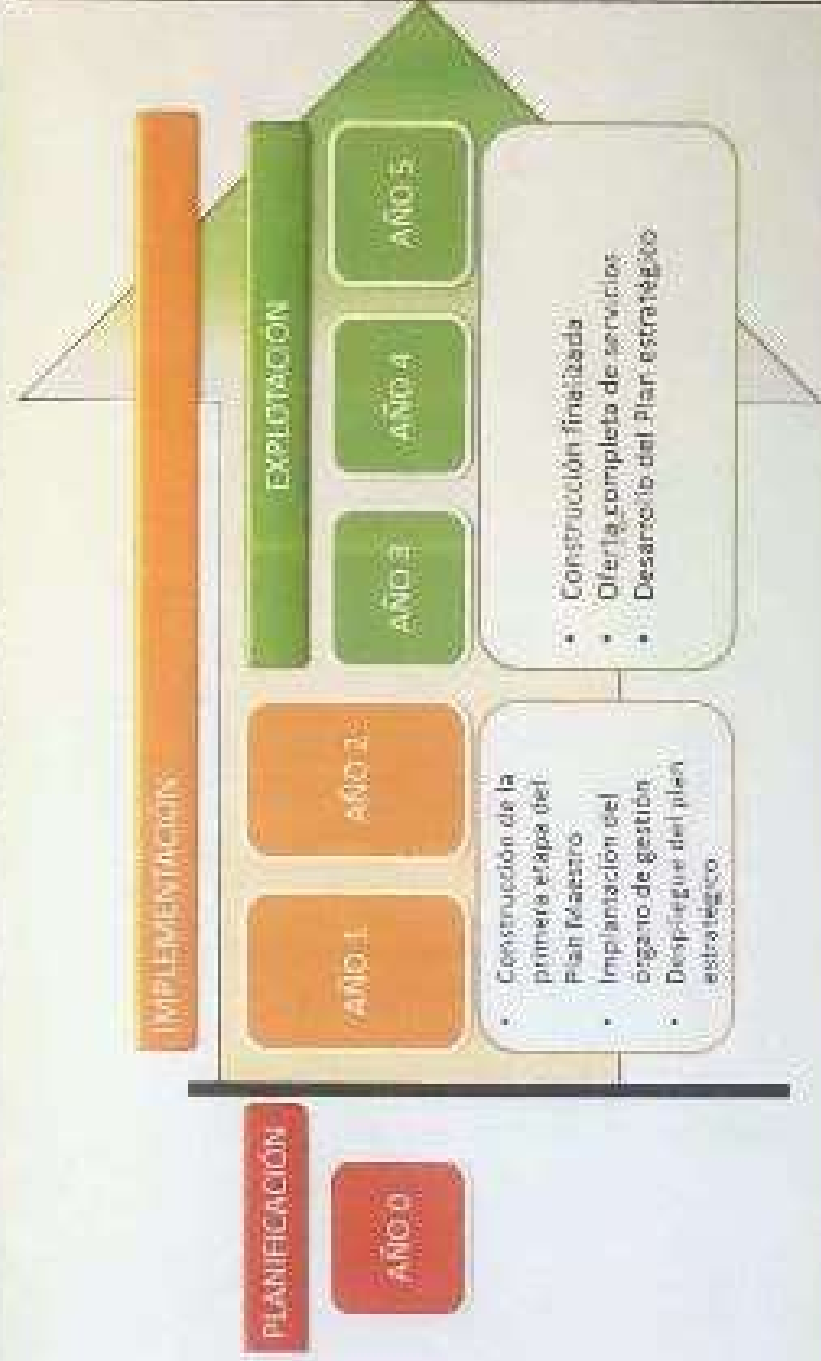 IMPLEMENTACIÓN
PLANIFICACIÓN
EXPLOTACIÓN
AÑO 0
AÑO 1
AÑO 2
AÑO 3
AÑO 4
AÑO 5
• Construcción de la
primera etapa del
Plan Maestro
• Implantación del
órgano de gestión
• Despliegue del plan
estratégico
• Construcción finalizada
• Oferta completa de servicios
• Desarrollo del Plan estratégico